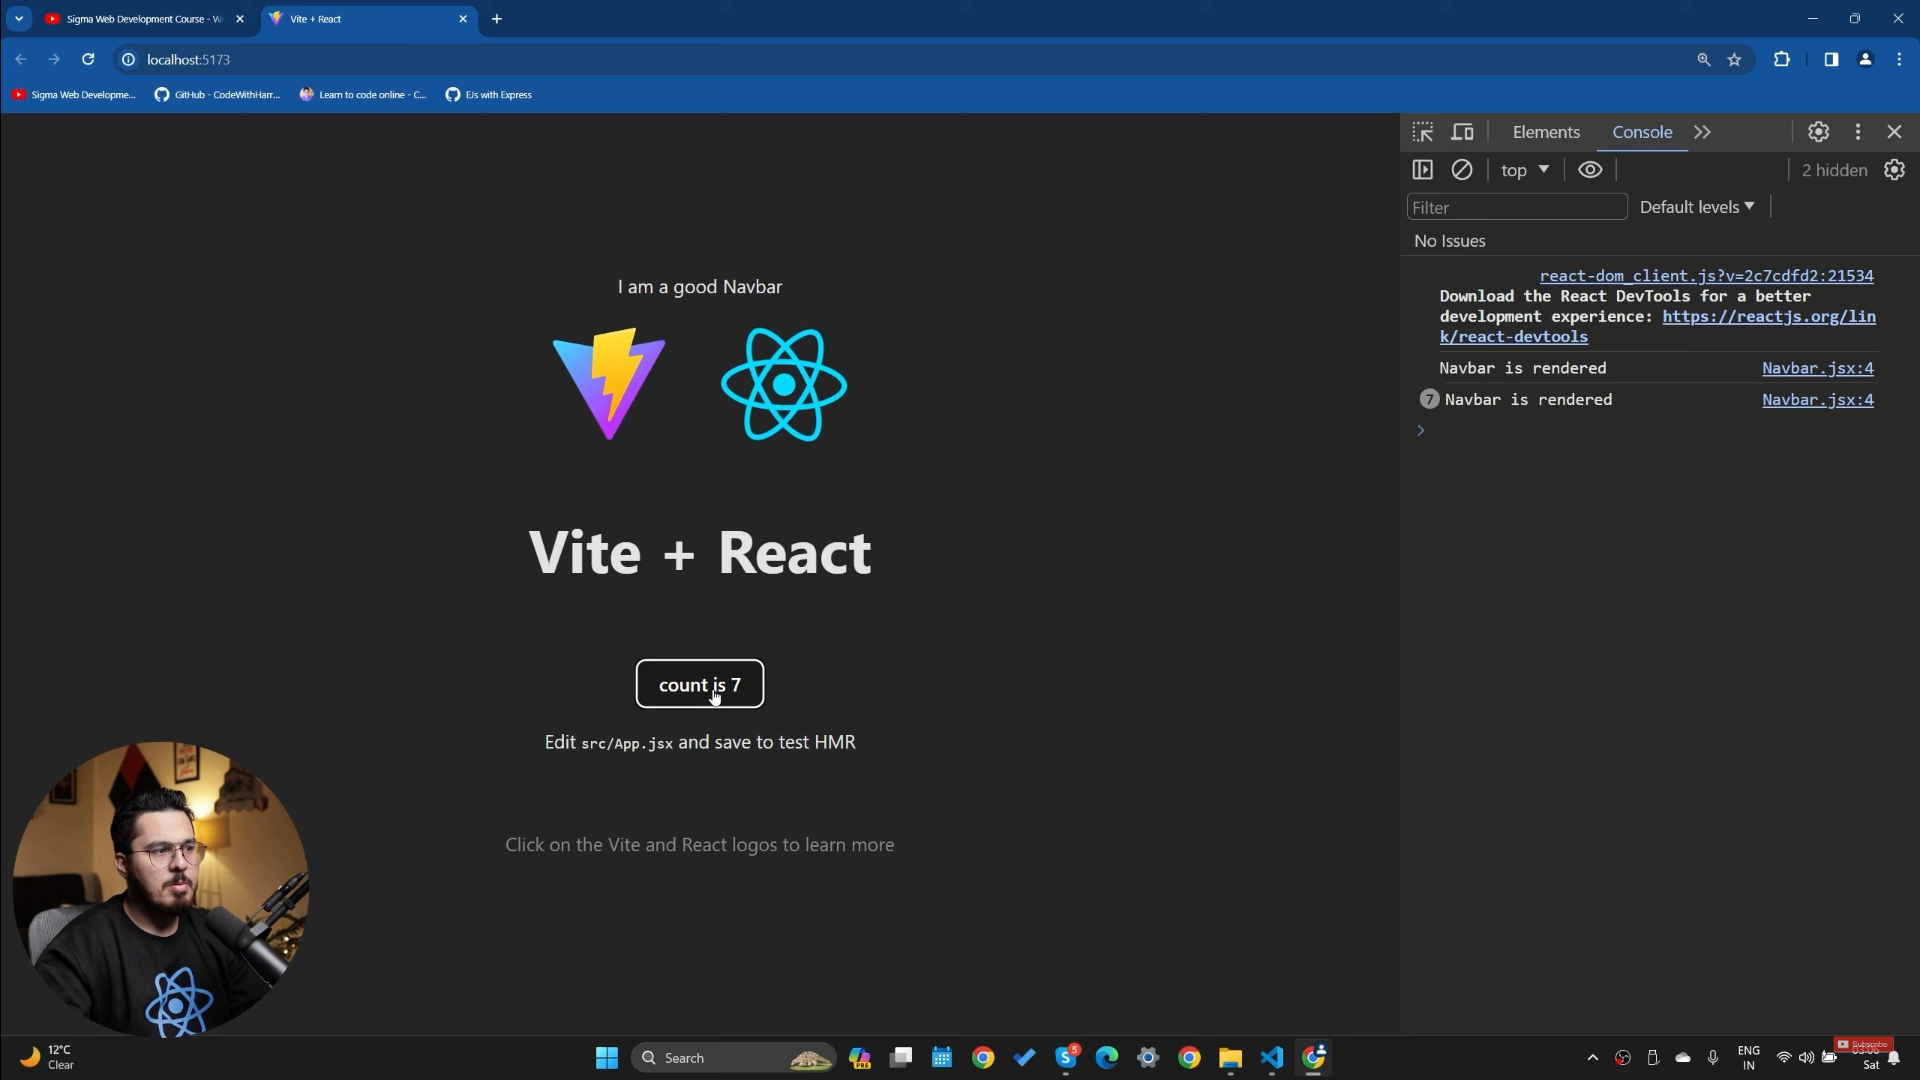 Sigma Web Development Course - W
Vite + React
localhost:5173
Sigma Web Developme...
GitHub - CodeWithHarr...
Learn to code online - C...
EJs with Express
Elements
Console
top
2 hidden
Filter
Default levels
No Issues
react-dom_client.js?v=2c7cdfd2:21534
Download the React DevTools for a better
development experience: https://reactjs.org/lin
k/react-devtools
Navbar is rendered
Navbar.jsx:4
7
Navbar is rendered
Navbar.jsx:4
I am a good Navbar
Vite + React
count is 7
Edit src/App.jsx and save to test HMR
Click on the Vite and React logos to learn more
12°C
Clear
Search
PRE
5
ENG
IN
Subscribe
Sat